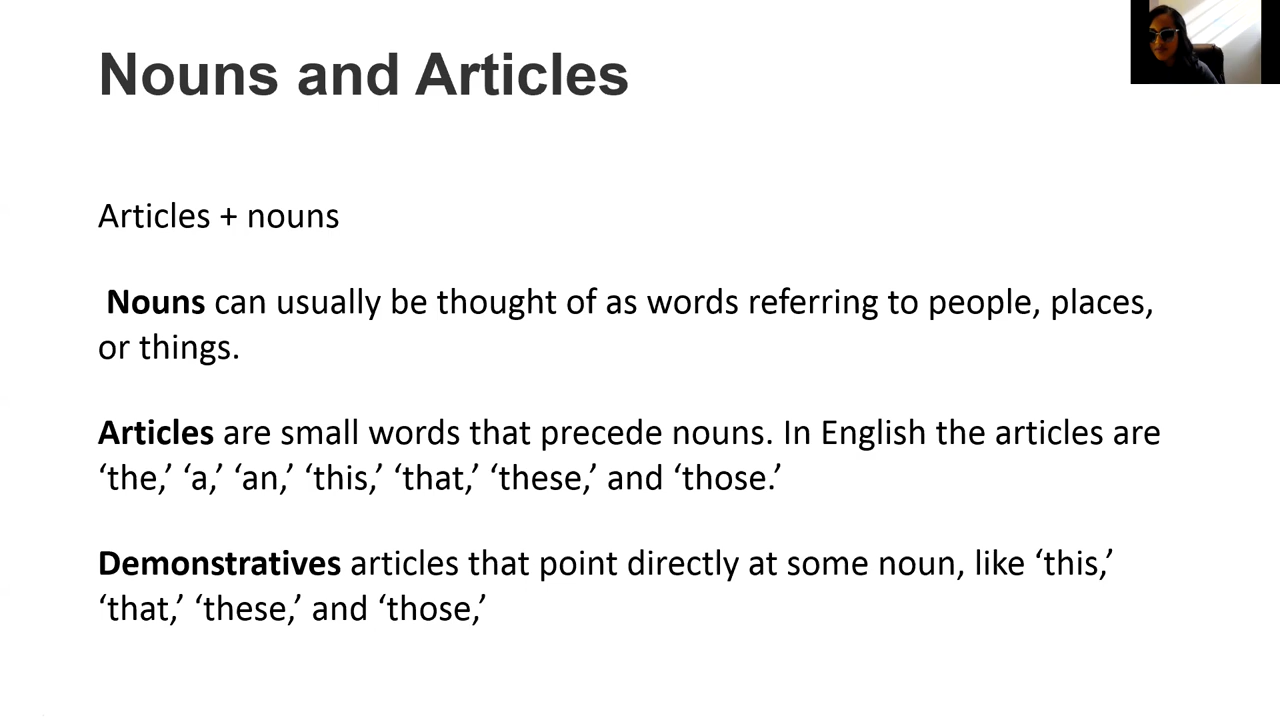 Nouns and Articles
Articles + nouns
Nouns can usually be thought of as words referring to people, places,
or things.
Articles are small words that precede nouns. In English the articles are
‘the,’ ‘a,’ ‘an,’ ‘this,’ ‘that,’ ‘these,’ and ‘those.’
Demonstratives articles that point directly at some noun, like ‘this,’
‘that,’ ‘these,’ and ‘those,’